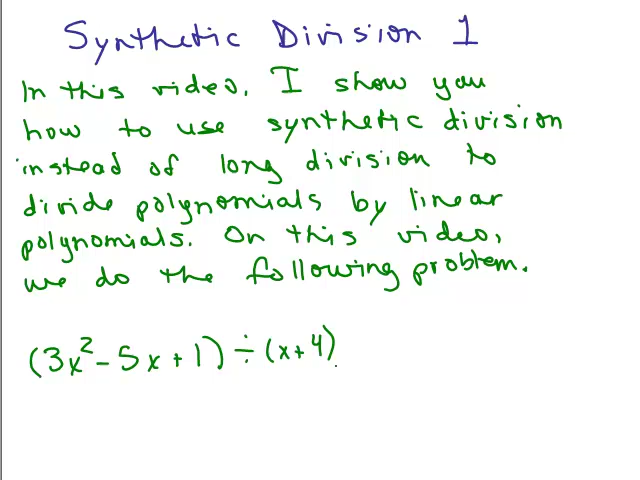 Synthetic Division 1
In this video, I show you
how to use synthetic division
instead of long division to
divide polynomials by linear
polynomials. On this video,
we do the following problem.
(3x² - 5x + 1) ÷ (x + 4)